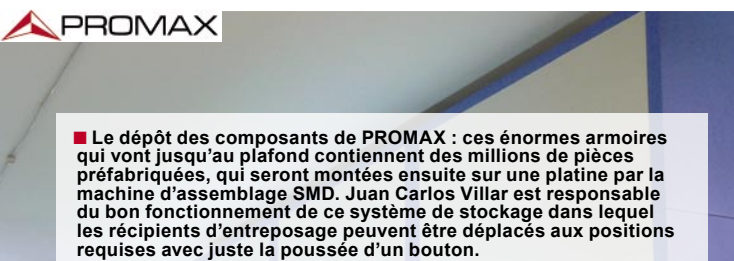 PROMAX
■ Le dépôt des composants de PROMAX : ces énormes armoires
qui vont jusqu'au plafond contiennent des millions de pièces
préfabriquées, qui seront montées ensuite sur une platine par la
machine d'assemblage SMD. Juan Carlos Villar est responsable
du bon fonctionnement de ce système de stockage dans lequel
les récipients d'entreposage peuvent être déplacés aux positions
requises avec juste la poussée d'un bouton.